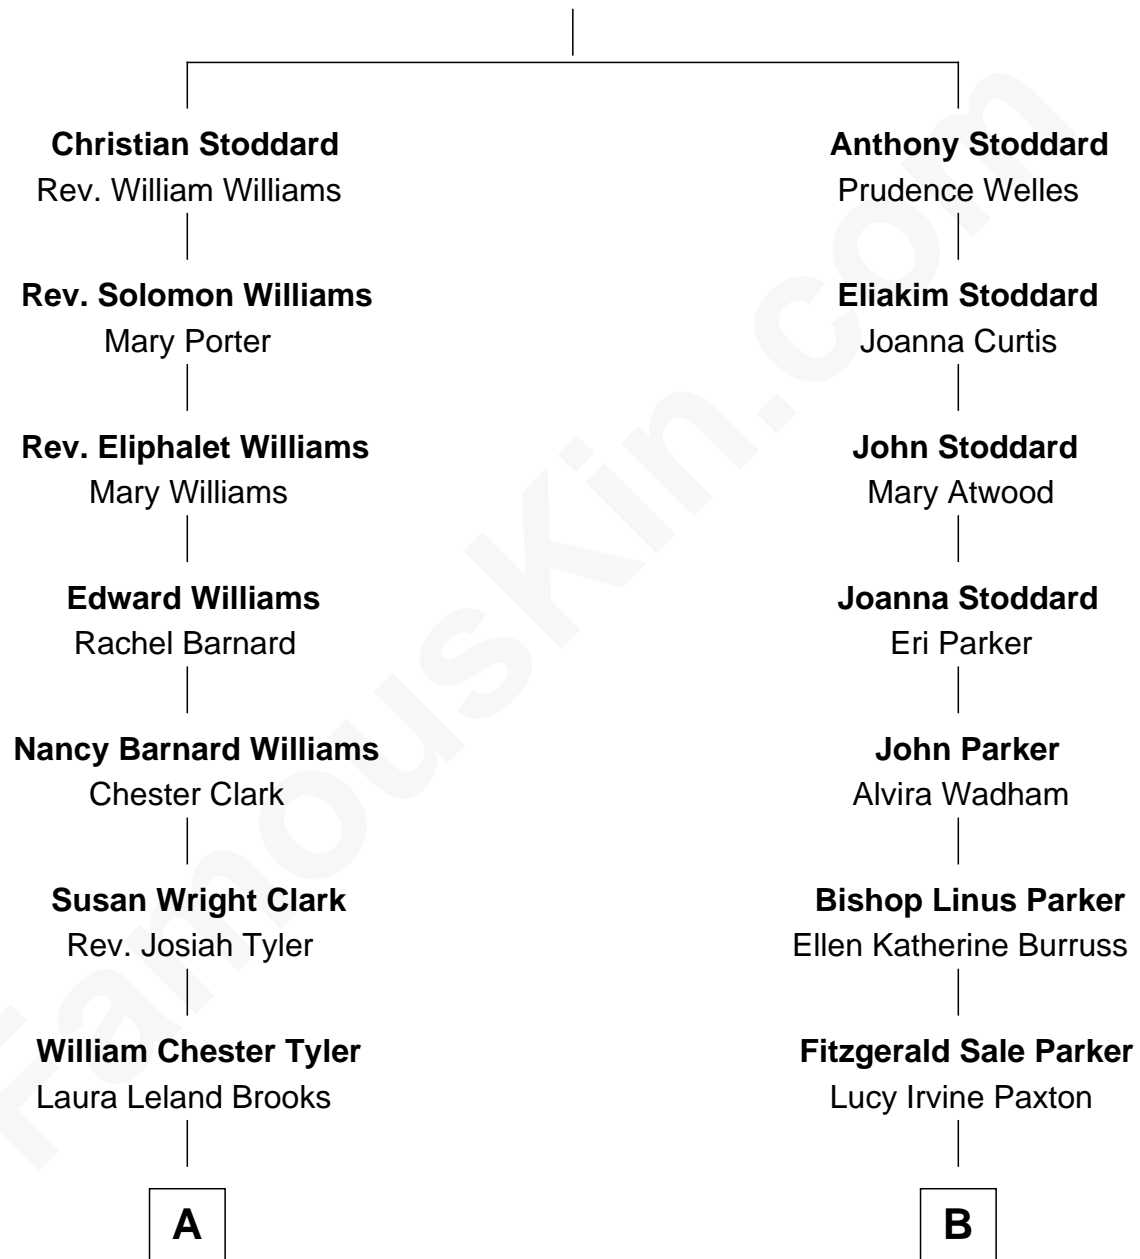 Christian Stoddard
Rev. William Williams
Rev. Solomon Williams
Mary Porter
Rev. Eliphalet Williams
Mary Williams
Edward Williams
Rachel Barnard
Nancy Barnard Williams
Chester Clark
Susan Wright Clark
Rev. Josiah Tyler
William Chester Tyler
Laura Leland Brooks
A
Anthony Stoddard
Prudence Welles
Eliakim Stoddard
Joanna Curtis
John Stoddard
Mary Atwood
Joanna Stoddard
Eri Parker
John Parker
Alvira Wadham
Bishop Linus Parker
Ellen Katherine Burruss
Fitzgerald Sale Parker
Lucy Irvine Paxton
B
FamousKin.com